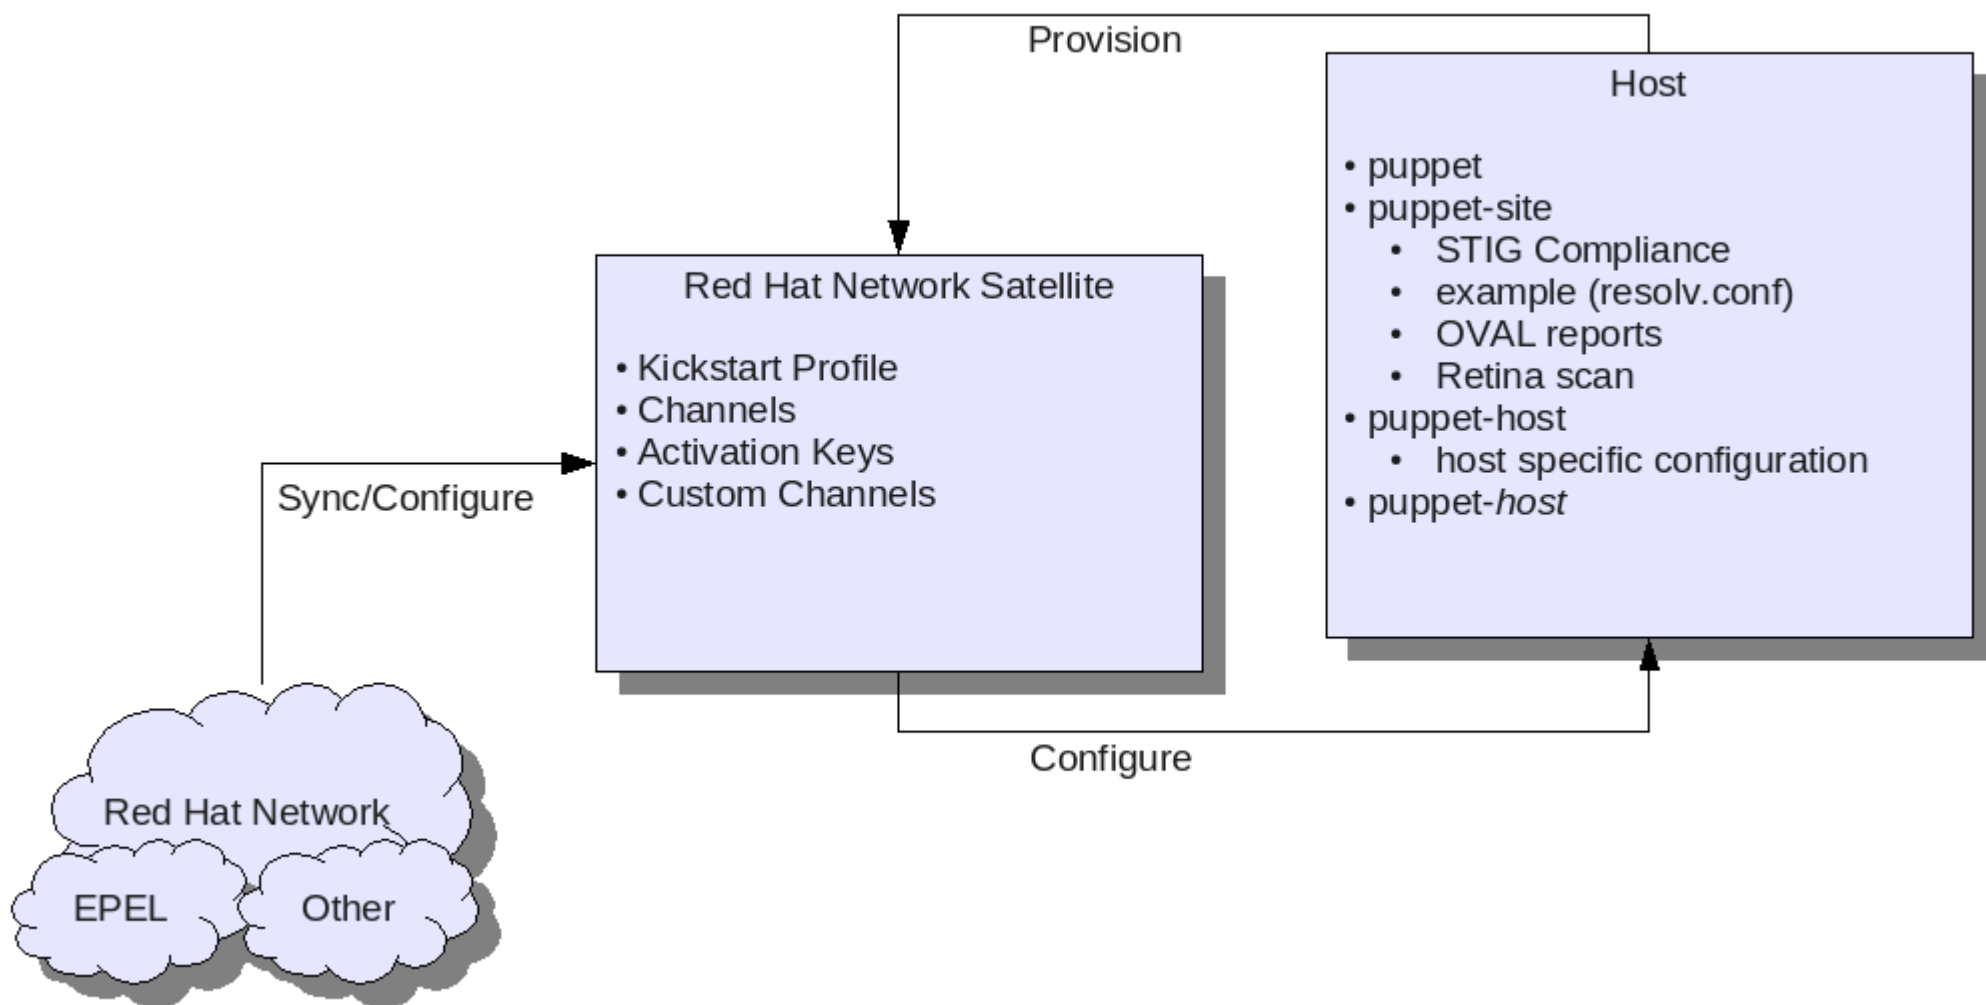 Provision
Host
• puppet
• puppet-site
• STIG Compliance
• example (resolv.conf)
• OVAL reports
• Retina scan
• puppet-host
• host specific configuration
• puppet-host
Red Hat Network Satellite
• Kickstart Profile
• Channels
• Activation Keys
• Custom Channels
Sync/Configure
Configure
Red Hat Network
EPEL
Other